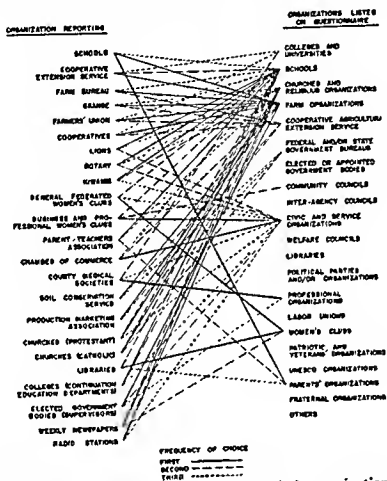 ORGANIZATION REPORTING
SCHOOLS
COOPERATIVE
EXTENSION SERVICE
FARM BUREAU
GRANGE
FARMERS' UNION
COOPERATIVES
LIONS
ROTARY
KIWANIS
GENERAL FEDERATED
WOMEN'S CLUBS
BUSINESS AND PRO-
FESSIONAL WOMEN'S CLUBS
PARENT-TEACHERS
ASSOCIATION
CHAMBER OF COMMERCE
COUNTY MEDICAL
SOCIETIES
SOIL CONSERVATION
SERVICE
PRODUCTION MARKETING
ASSOCIATION
CHURCHES (PROTESTANT)
CHURCHES (CATHOLIC)
LIBRARIES
COLLEGES (CONTINUATION
EDUCATION DEPARTMENTS)
ELECTED GOVERNMENT
BODIES (SUPERVISORS)
WEEKLY NEWSPAPERS
RADIO STATIONS
ORGANIZATIONS LISTED
ON QUESTIONNAIRE
COLLEGES AND
UNIVERSITIES
SCHOOLS
CHURCHES AND
RELIGIOUS ORGANIZATIONS
FARM ORGANIZATIONS
COOPERATIVE AGRICULTURAL
EXTENSION SERVICE
FEDERAL AND/OR STATE
GOVERNMENT BUREAUS
ELECTED OR APPOINTED
GOVERNMENT BODIES
COMMUNITY COUNCILS
INTER-AGENCY COUNCILS
CIVIC AND SERVICE
ORGANIZATIONS
WELFARE COUNCILS
LIBRARIES
POLITICAL PARTIES
AND/OR ORGANIZATIONS
PROFESSIONAL
ORGANIZATIONS
LABOR UNIONS
WOMEN'S CLUBS
PATRIOTIC, AND
VETERANS' ORGANIZATIONS
UNESCO ORGANIZATIONS
PARENTS' ORGANIZATIONS
FRATERNAL ORGANIZATIONS
OTHERS
FREQUENCY OF CHOICE
FIRST
SECOND
THIRD